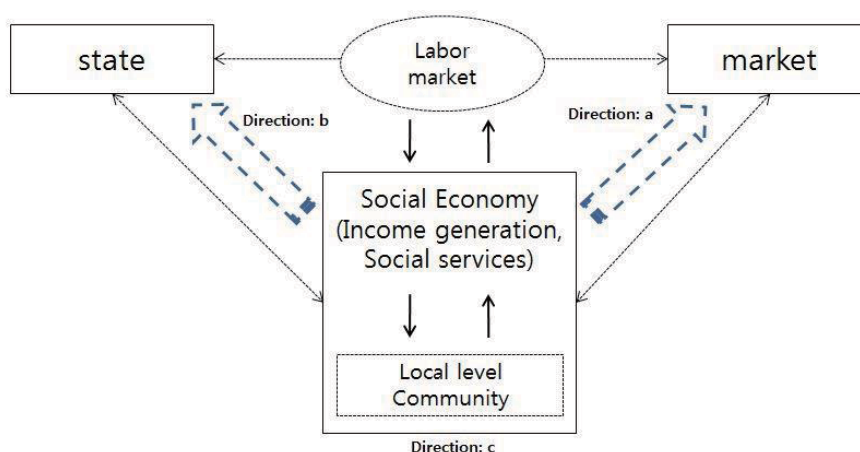 state
Labor
market
market
Direction: b
Direction: a
Social Economy
(Income generation,
Social services)
Local level
Community
Direction: c